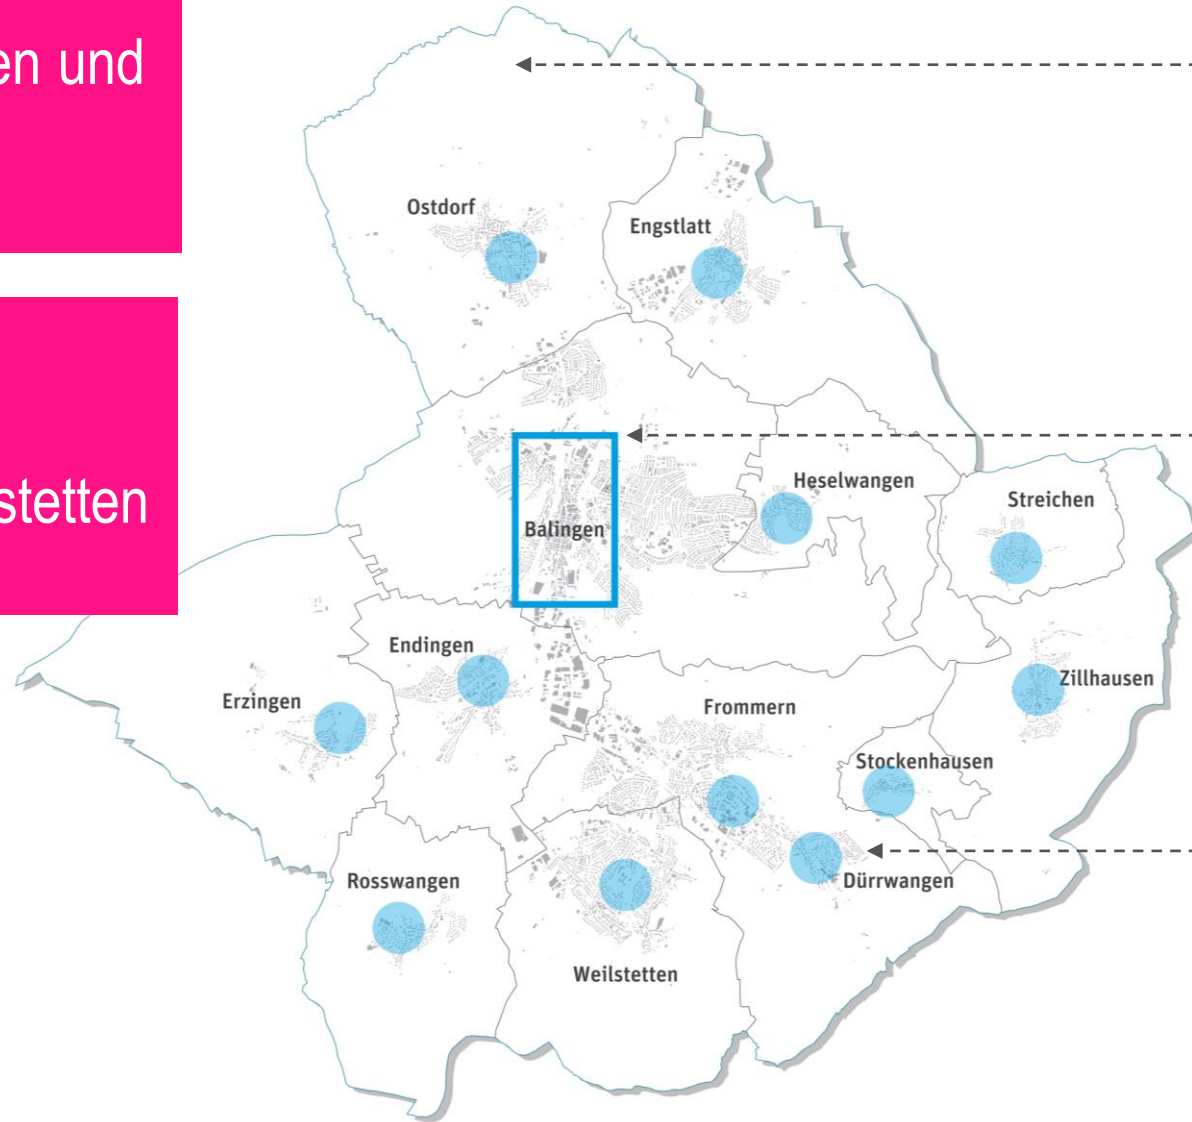 en und
stetten
Ostdorf
Engstlatt
Heselwangen
Streichen
Balingen
Endingen
Zillhausen
Erzingen
Frommern
Stockenhausen
Rosswangen
Dürrwangen
Weilstetten